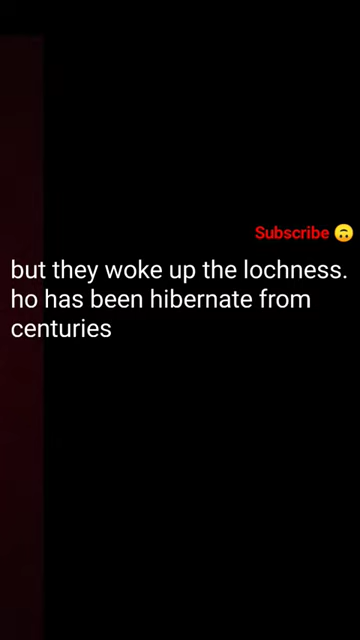 Subscribe 🙃
but they woke up the lochness.
ho has been hibernate from
centuries